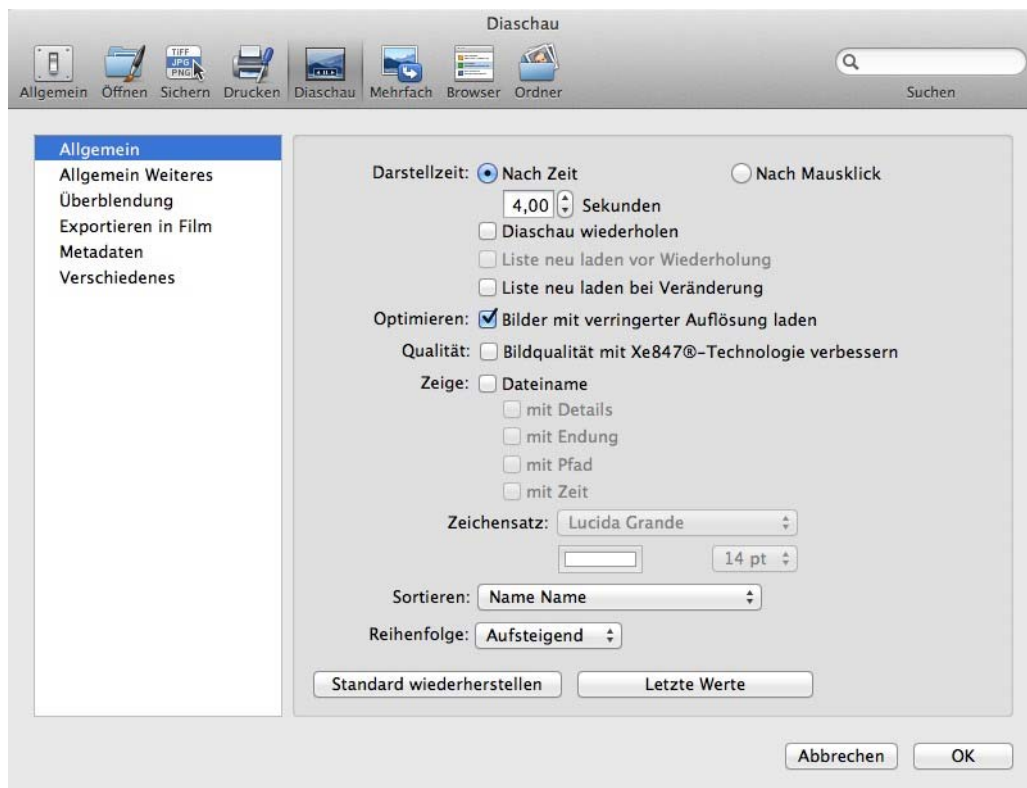 Diaschau
TIFF
JPG
PNG
Allgemein Öffnen Sichern Drucken Diaschau Mehrfach Browser Ordner Suchen
Allgemein
Allgemein Weiteres
Überblendung
Exportieren in Film
Metadaten
Verschiedenes
Darstellzeit: Nach Zeit Nach Mausklick
4,00 Sekunden
Diaschau wiederholen
Liste neu laden vor Wiederholung
Liste neu laden bei Veränderung
Optimieren: Bilder mit verringerter Auflösung laden
Qualität: Bildqualität mit Xe847®-Technologie verbessern
Zeige: Dateiname
mit Details
mit Endung
mit Pfad
mit Zeit
Zeichensatz: Lucida Grande
14 pt
Sortieren: Name Name
Reihenfolge: Aufsteigend
Standard wiederherstellen Letzte Werte
Abbrechen OK